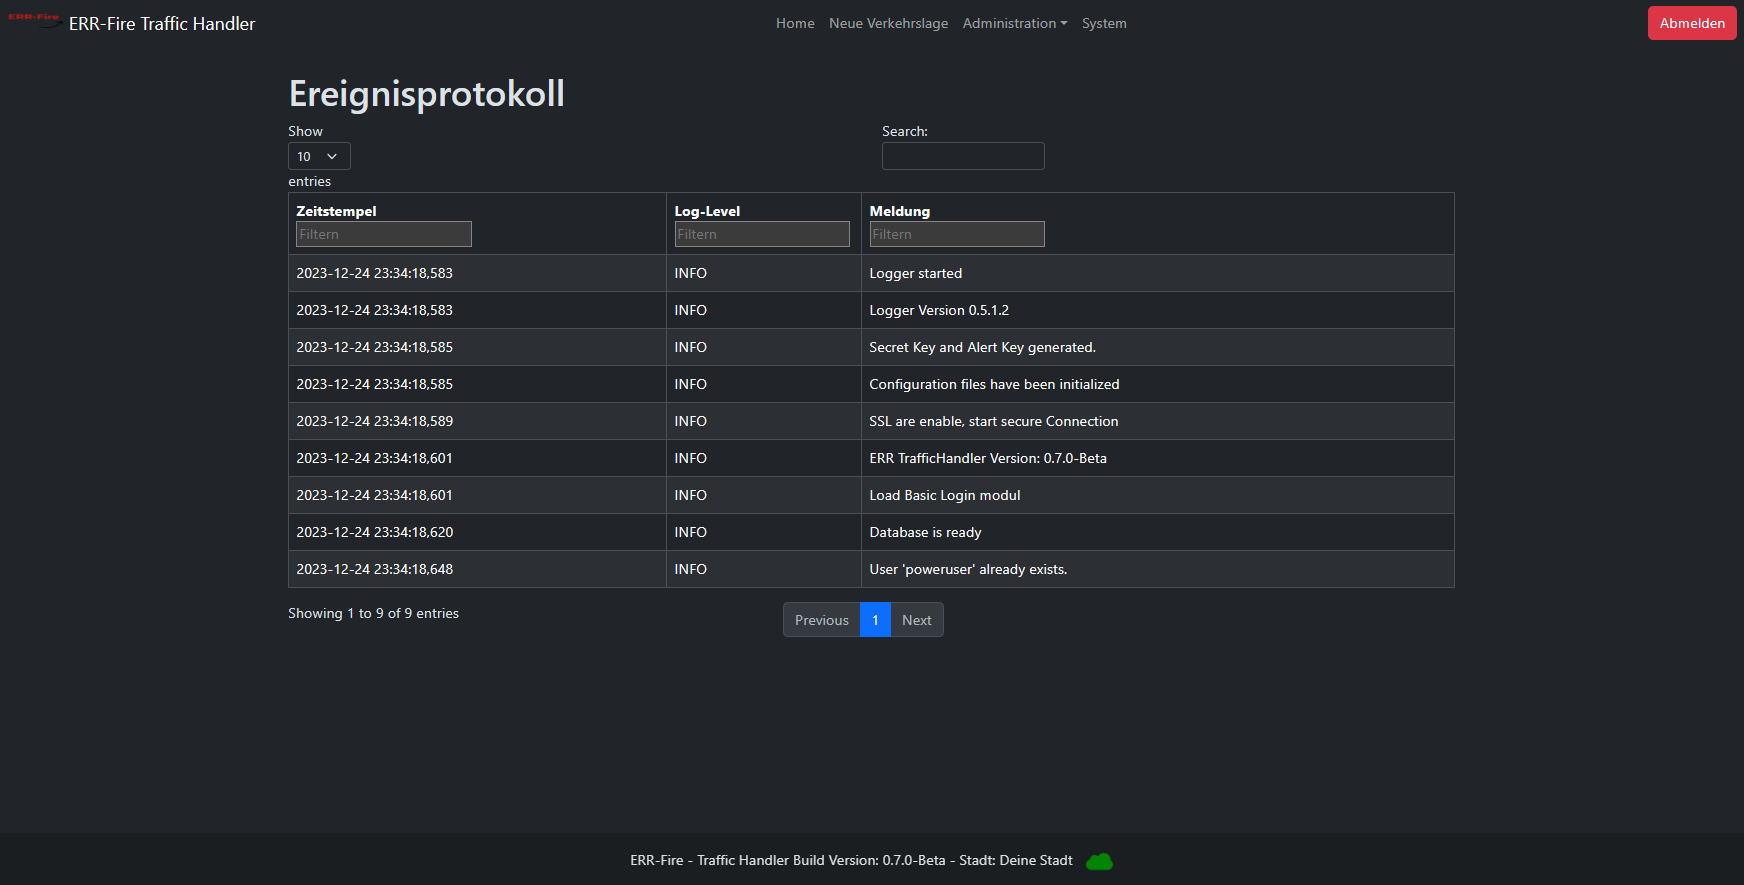 ERR-Fire ERR-Fire Traffic Handler Home Neue Verkehrslage Administration System Abmelden
Ereignisprotokoll
Show Search:
10
entries
Zeitstempel Log-Level Meldung
Filtern Filtern Filtern
2023-12-24 23:34:18,583 INFO Logger started
2023-12-24 23:34:18,583 INFO Logger Version 0.5.1.2
2023-12-24 23:34:18,585 INFO Secret Key and Alert Key generated.
2023-12-24 23:34:18,585 INFO Configuration files have been initialized
2023-12-24 23:34:18,589 INFO SSL are enable, start secure Connection
2023-12-24 23:34:18,601 INFO ERR TrafficHandler Version: 0.7.0-Beta
2023-12-24 23:34:18,601 INFO Load Basic Login modul
2023-12-24 23:34:18,620 INFO Database is ready
2023-12-24 23:34:18,648 INFO User 'poweruser' already exists.
Showing 1 to 9 of 9 entries Previous 1 Next
ERR-Fire - Traffic Handler Build Version: 0.7.0-Beta - Stadt: Deine Stadt